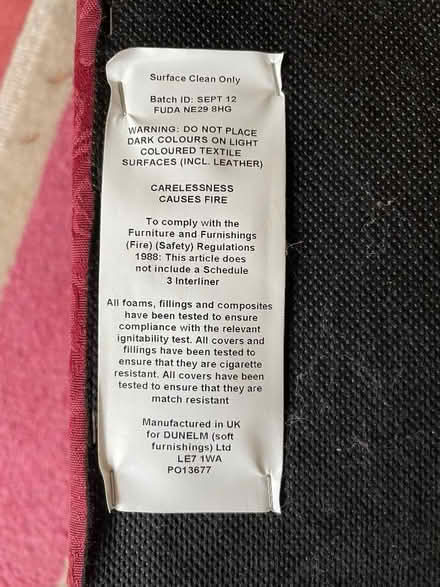 Surface Clean Only
Batch ID: SEPT 12
FUDA NE29 8HG
WARNING: DO NOT PLACE
DARK COLOURS ON LIGHT
COLOURED TEXTILE
SURFACES (INCL. LEATHER)
CARELESSNESS
CAUSES FIRE
To comply with the
Furniture and Furnishings
(Fire) (Safety) Regulations
1988: This article does
not include a Schedule
3 Interliner
All foams, fillings and composites
have been tested to ensure
compliance with the relevant
ignitability test. All covers and
fillings have been tested to
ensure that they are cigarette
resistant. All covers have been
tested to ensure that they are
match resistant
Manufactured in UK
for DUNELM (soft
furnishings) Ltd
LE7 1WA
PO13677